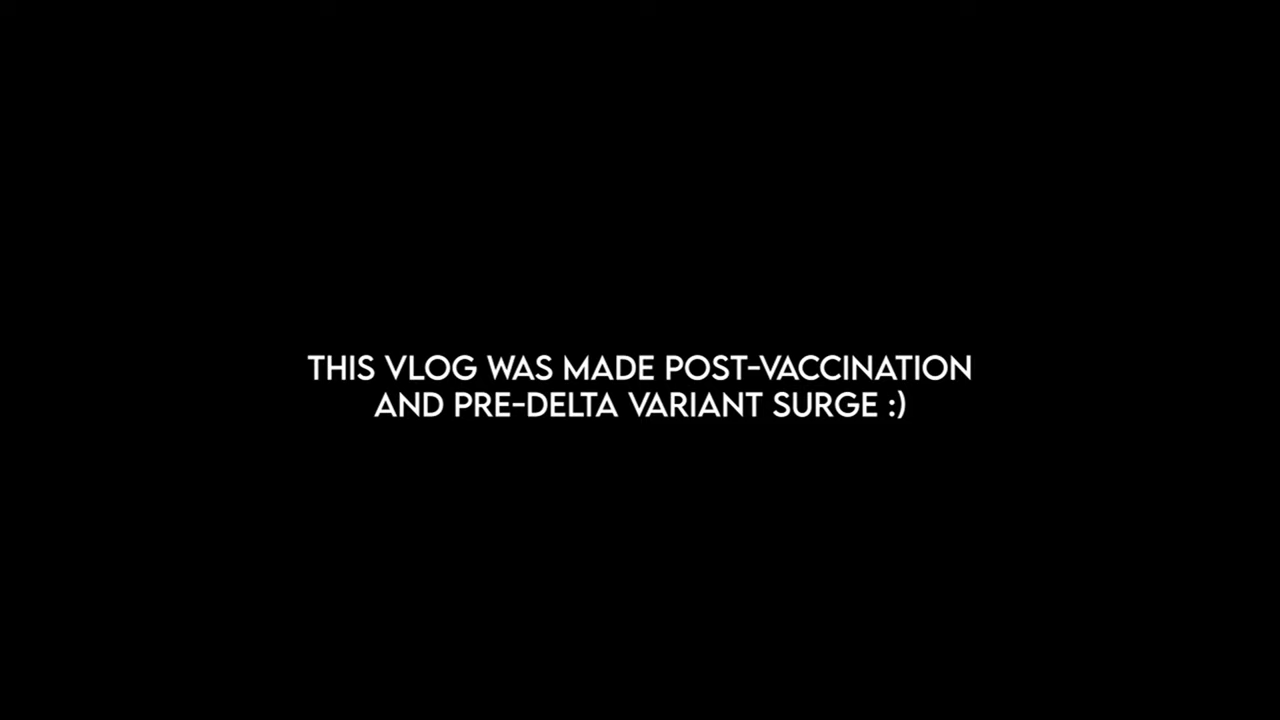 THIS VLOG WAS MADE POST-VACCINATION
AND PRE-DELTA VARIANT SURGE :)